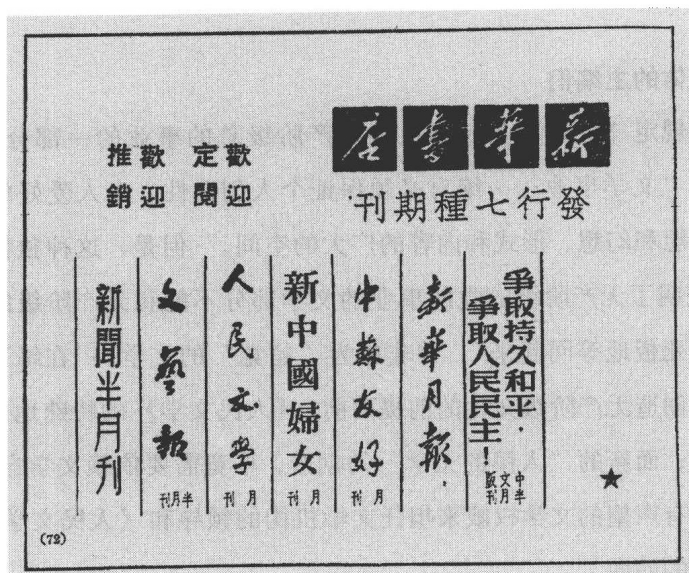 新華書店
發行七種期刊
歡迎定閱
歡迎推銷
爭取持久和平，
爭取人民民主！
中文版
半月刊
新華月報
中蘇友好
月刊
新中國婦女
月刊
人民文学
月刊
文藝報
半月刊
新聞半月刊
(72)